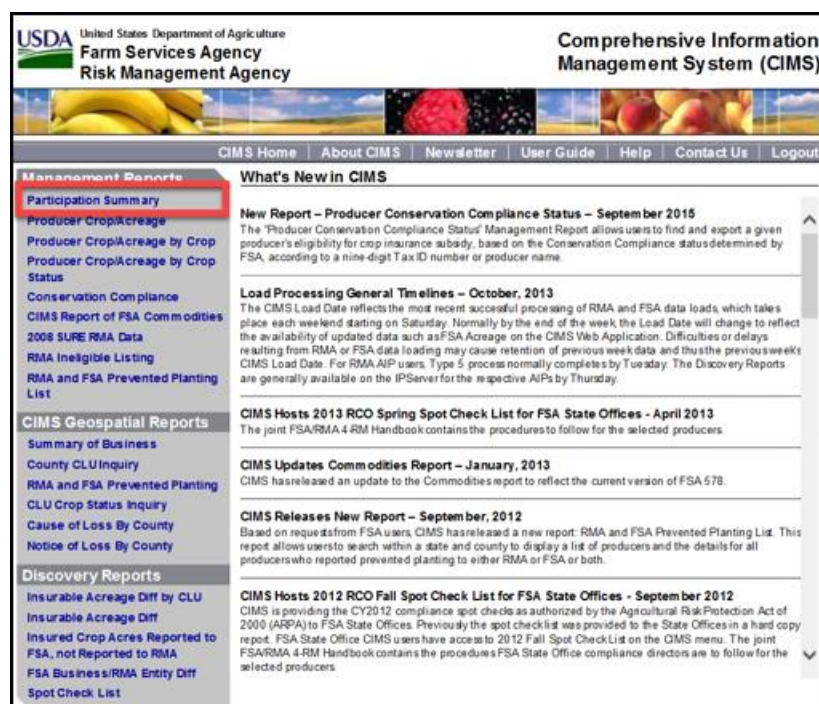 USDA
United States Department of Agriculture
Farm Services Agency
Risk Management Agency
Comprehensive Information
Management System (CIMS)
CIMS Home | About CIMS | Newsletter | User Guide | Help | Contact Us | Logout
Management Reports
Participation Summary
Producer Crop/Acreage
Producer Crop/Acreage by Crop
Producer Crop/Acreage by Crop
Status
Conservation Compliance
CIMS Report of FSA Commodities
2008 SURE RMA Data
RMA Ineligible Listing
RMA and FSA Prevented Planting
List
CIMS Geospatial Reports
Summary of Business
County CLU Inquiry
RMA and FSA Prevented Planting
CLU Crop Status Inquiry
Cause of Loss By County
Notice of Loss By County
Discovery Reports
Insurable Acreage Diff by CLU
Insurable Acreage Diff
Insured Crop Acres Reported to
FSA, not Reported to RMA
FSA Business/RMA Entity Diff
Spot Check List
What's New in CIMS
New Report – Producer Conservation Compliance Status – September 2015
The "Producer Conservation Compliance Status" Management Report allows users to find and export a given
producer's eligibility for crop insurance subsidy, based on the Conservation Compliance status determined by
FSA, according to a nine-digit Tax ID number or producer name.
Load Processing General Timelines – October, 2013
The CIMS Load Date reflects the most recent successful processing of RMA and FSA data loads, which takes
place each weekend starting on Saturday. Normally by the end of the week, the Load Date will change to reflect
the availability of updated data such as FSA Acreage on the CIMS Web Application. Difficulties or delays
resulting from RMA or FSA data loading may cause retention of previous week data and thus the previous week's
CIMS Load Date. For RMA AIP users, Type 5 process normally completes by Tuesday. The Discovery Reports
are generally available on the IPServer for the respective AIPs by Thursday.
CIMS Hosts 2013 RCO Spring Spot Check List for FSA State Offices - April 2013
The joint FSA/RMA 4-RM Handbook contains the procedures to follow for the selected producers.
CIMS Updates Commodities Report – January, 2013
CIMS has released an update to the Commodities report to reflect the current version of FSA 578.
CIMS Releases New Report – September, 2012
Based on requests from FSA users, CIMS has released a new report: RMA and FSA Prevented Planting List. This
report allows users to search within a state and county to display a list of producers and the details for all
producers who reported prevented planting to either RMA or FSA or both.
CIMS Hosts 2012 RCO Fall Spot Check List for FSA State Offices - September 2012
CIMS is providing the CY2012 compliance spot checks as authorized by the Agricultural Risk Protection Act of
2000 (ARPA) to FSA State Offices. Previously the spot check list was provided to the State Offices in a hard copy
report. FSA State Office CIMS users have access to 2012 Fall Spot Check List on the CIMS menu. The joint
FSA/RMA 4-RM Handbook contains the procedures FSA State Office compliance directors are to follow for the
selected producers.